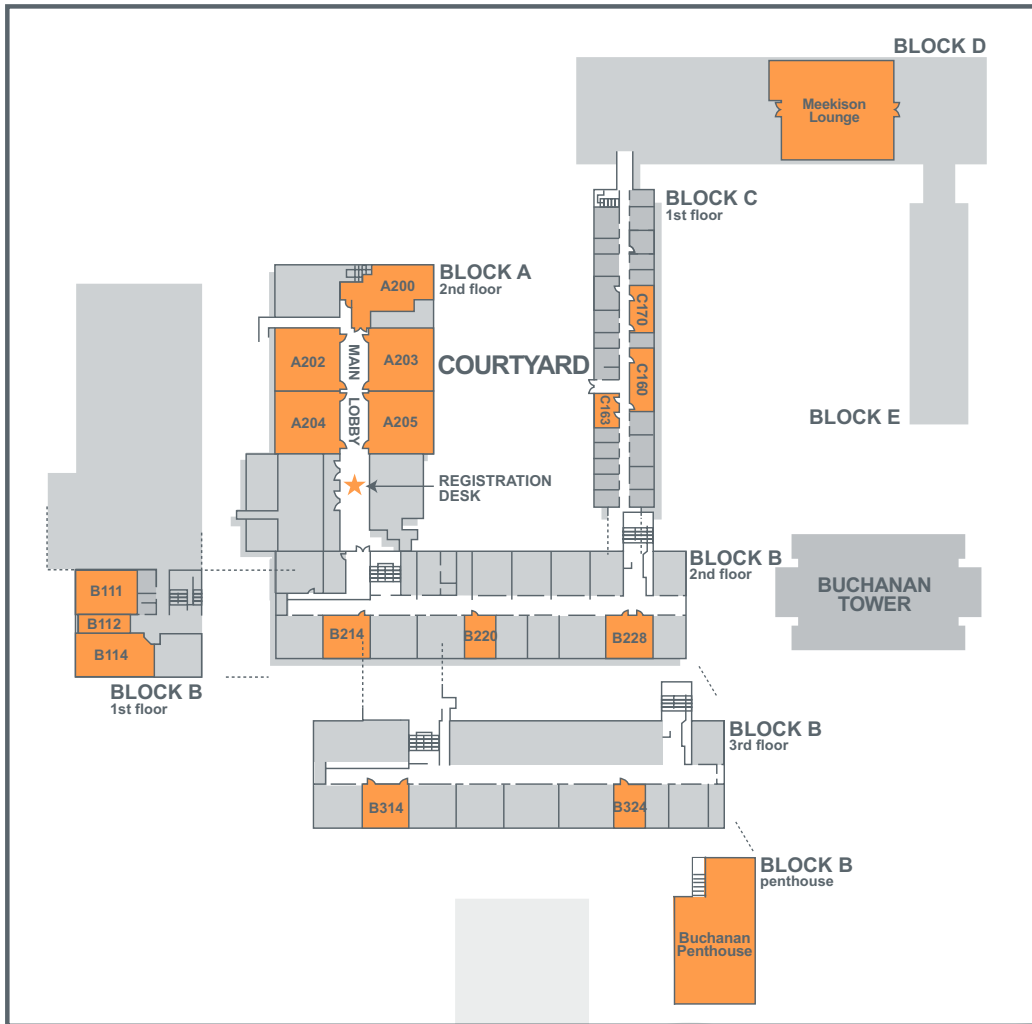 BLOCK D
Meekison
Lounge
BLOCK C
1st floor
BLOCK A
2nd floor
A200
C170
A202
MAIN
A203
COURTYARD
C160
A204
LOBBY
A205
C163
BLOCK E
REGISTRATION
DESK
BLOCK B
2nd floor
BUCHANAN
TOWER
B111
B112
B114
B214
B220
B228
BLOCK B
1st floor
BLOCK B
3rd floor
B314
B324
BLOCK B
penthouse
Buchanan
Penthouse